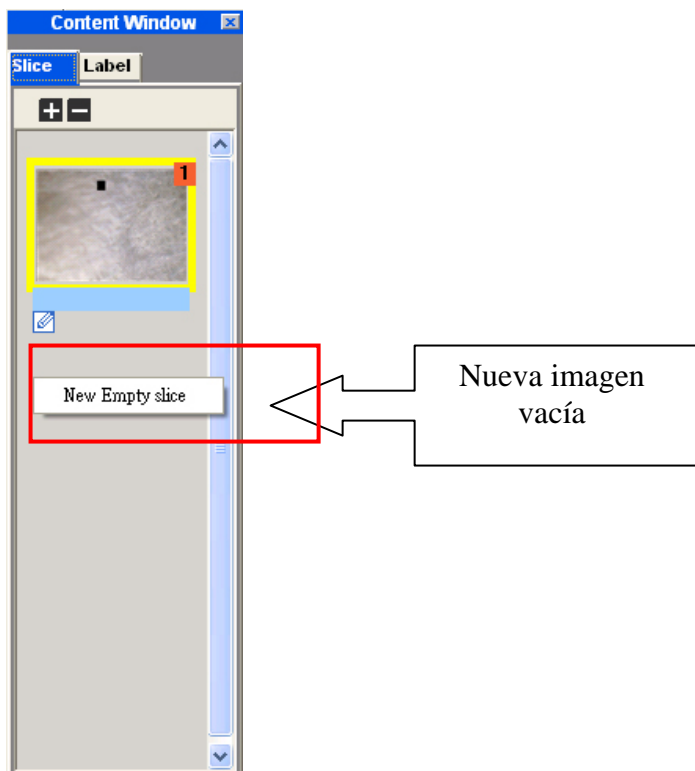 Content Window
Slice Label
1
New Empty slice
Nueva imagen
vacía